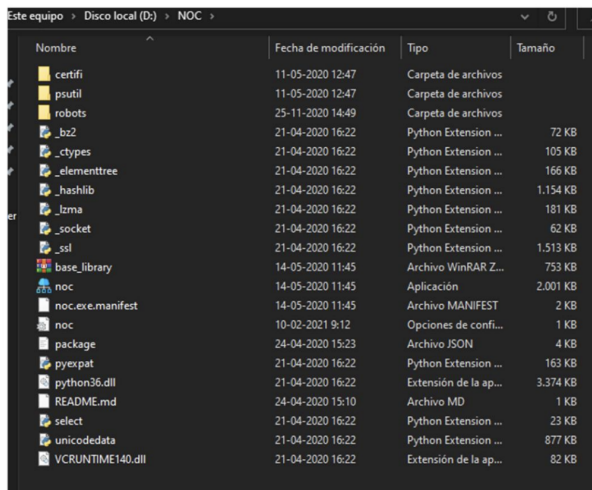 Este equipo > Disco local (D:) > NOC >
Nombre Fecha de modificación Tipo Tamaño
certifi 11-05-2020 12:47 Carpeta de archivos
psutil 11-05-2020 12:47 Carpeta de archivos
robots 25-11-2020 14:49 Carpeta de archivos
_bz2 21-04-2020 16:22 Python Extension ... 72 KB
_ctypes 21-04-2020 16:22 Python Extension ... 105 KB
_elementtree 21-04-2020 16:22 Python Extension ... 166 KB
_hashlib 21-04-2020 16:22 Python Extension ... 1.154 KB
_lzma 21-04-2020 16:22 Python Extension ... 181 KB
_socket 21-04-2020 16:22 Python Extension ... 62 KB
er
_ssl 21-04-2020 16:22 Python Extension ... 1.513 KB
base_library 14-05-2020 11:45 Archivo WinRAR Z... 753 KB
noc 14-05-2020 11:45 Aplicación 2.001 KB
noc.exe.manifest 14-05-2020 11:45 Archivo MANIFEST 2 KB
noc 10-02-2021 9:12 Opciones de confi... 1 KB
package 24-04-2020 15:23 Archivo JSON 4 KB
pyexpat 21-04-2020 16:22 Python Extension ... 163 KB
python36.dll 21-04-2020 16:22 Extensión de la ap... 3.374 KB
README.md 24-04-2020 15:10 Archivo MD 1 KB
select 21-04-2020 16:22 Python Extension ... 23 KB
unicodedata 21-04-2020 16:22 Python Extension ... 877 KB
VCRUNTIME140.dll 21-04-2020 16:22 Extensión de la ap... 82 KB